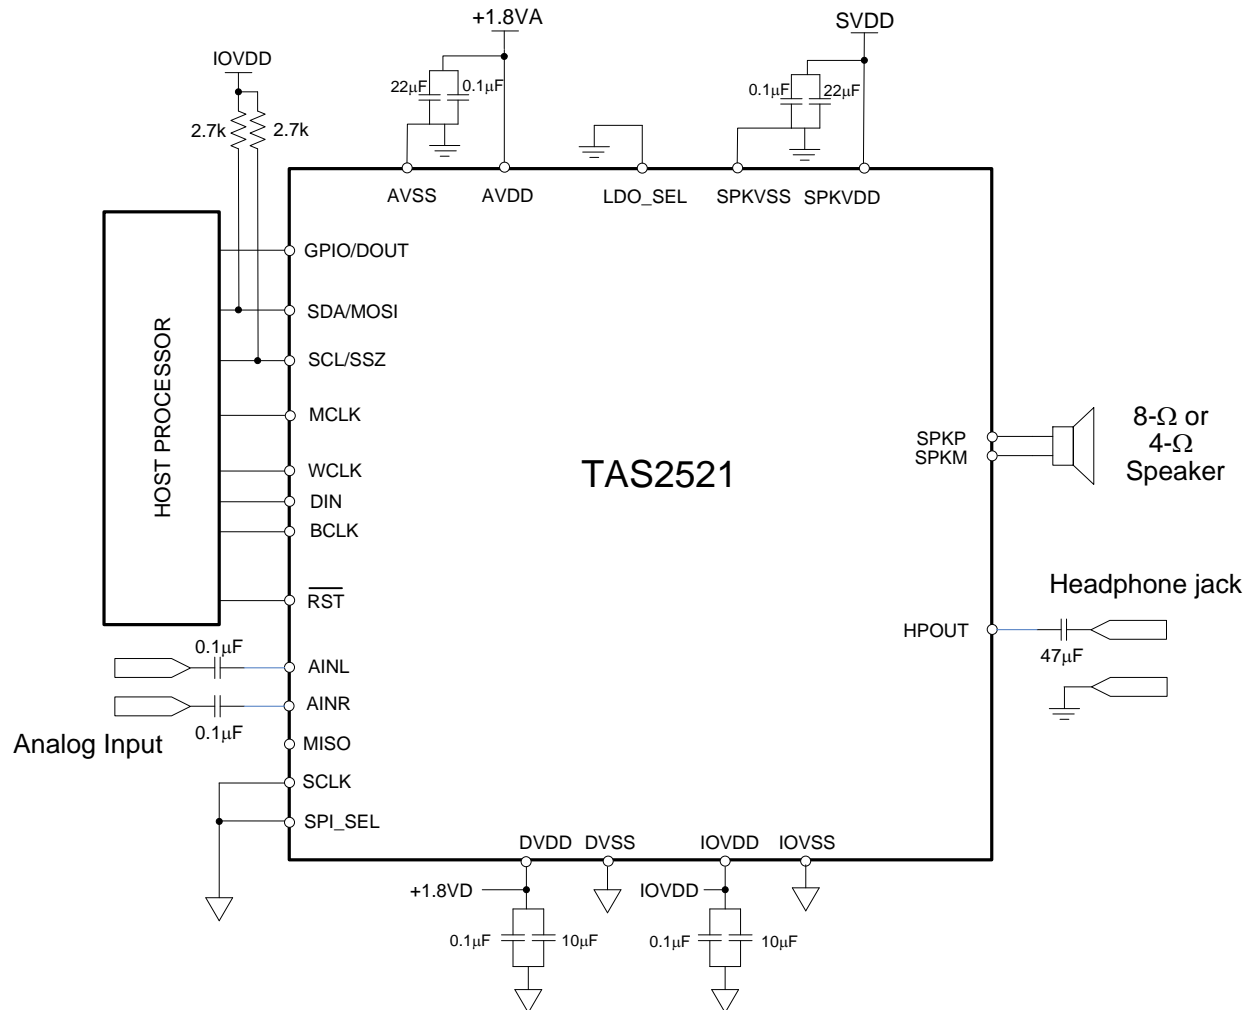 +1.8VA
SVDD
IOVDD
22μF
0.1μF
0.1μF
22μF
2.7k
2.7k
AVSS
AVDD
LDO_SEL
SPKVSS
SPKVDD
HOST PROCESSOR
GPIO/DOUT
SDA/MOSI
SCL/SSZ
MCLK
WCLK
DIN
BCLK
RST
TAS2521
SPKP
SPKM
8-Ω or
4-Ω
Speaker
Headphone jack
HPOUT
47μF
0.1μF
AINL
AINR
0.1μF
Analog Input
MISO
SCLK
SPI_SEL
DVDD
DVSS
IOVDD
IOVSS
+1.8VD
IOVDD
0.1μF
10μF
0.1μF
10μF